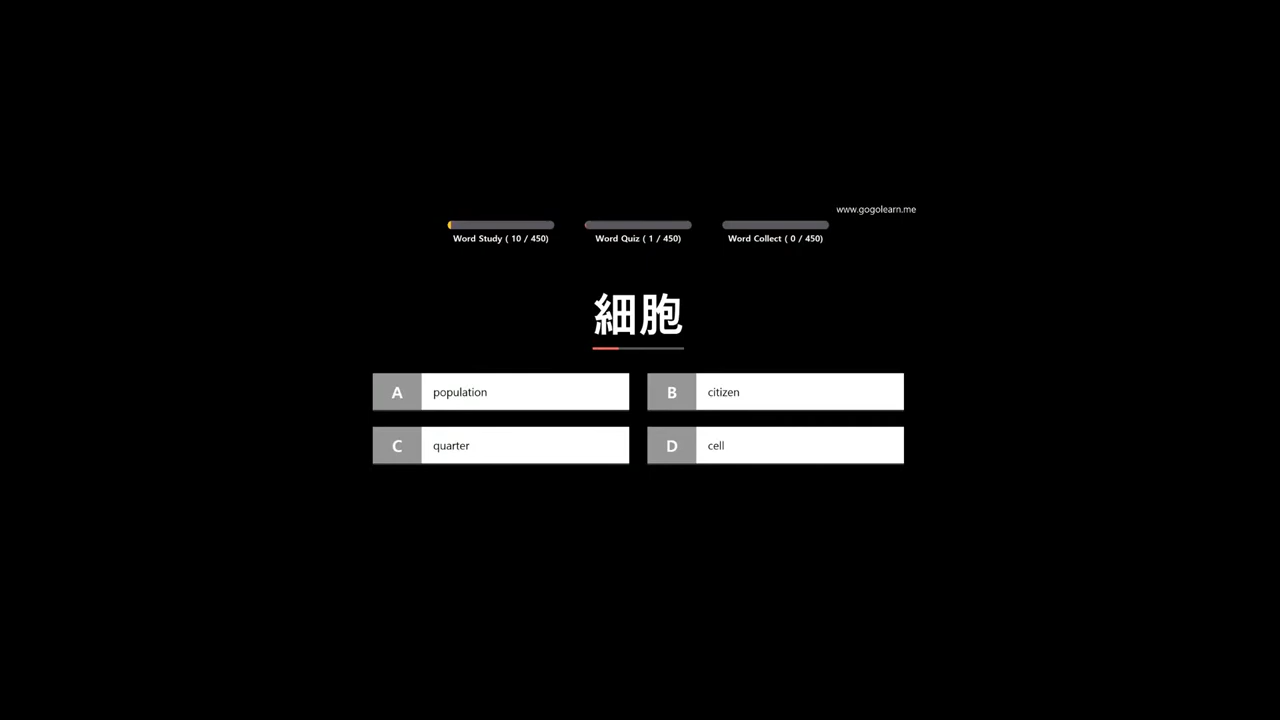 www.gogolearn.me
Word Study ( 10 / 450)
Word Quiz ( 1 / 450)
Word Collect ( 0 / 450)
細胞
A population
B citizen
C quarter
D cell